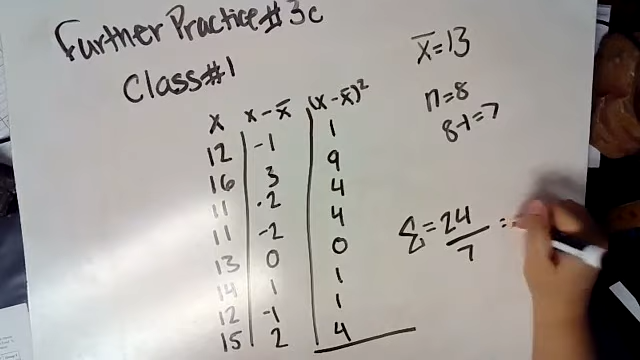 Further Practice #3c
Class#1
x̄=13
n=8
8-1=7
x x-x̄ (x-x̄)²
12 -1 1
16 3 9
11 -2 4
11 -2 4
13 0 0
14 1 1
12 -1 1
15 2 4
Σ=24/7 =